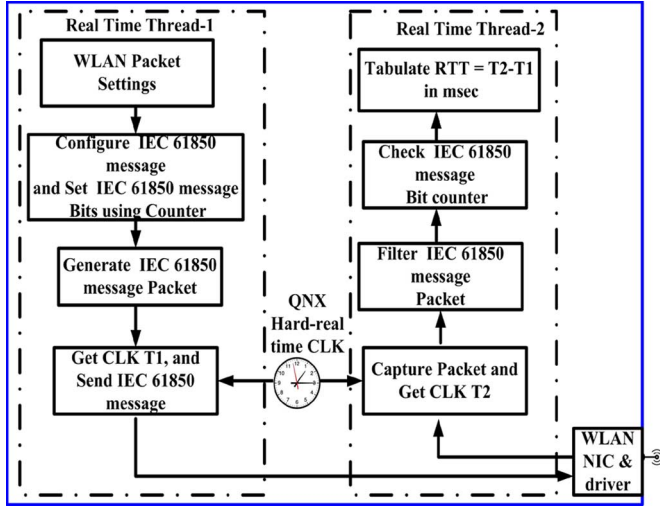 Real Time Thread-1
WLAN Packet
Settings
Configure IEC 61850
message
and Set IEC 61850 message
Bits using Counter
Generate IEC 61850
message Packet
Get CLK T1, and
Send IEC 61850
message
QNX
Hard-real
time CLK
Real Time Thread-2
Tabulate RTT = T2-T1
in msec
Check IEC 61850
message
Bit counter
Filter IEC 61850
message
Packet
Capture Packet and
Get CLK T2
WLAN
NIC &
driver